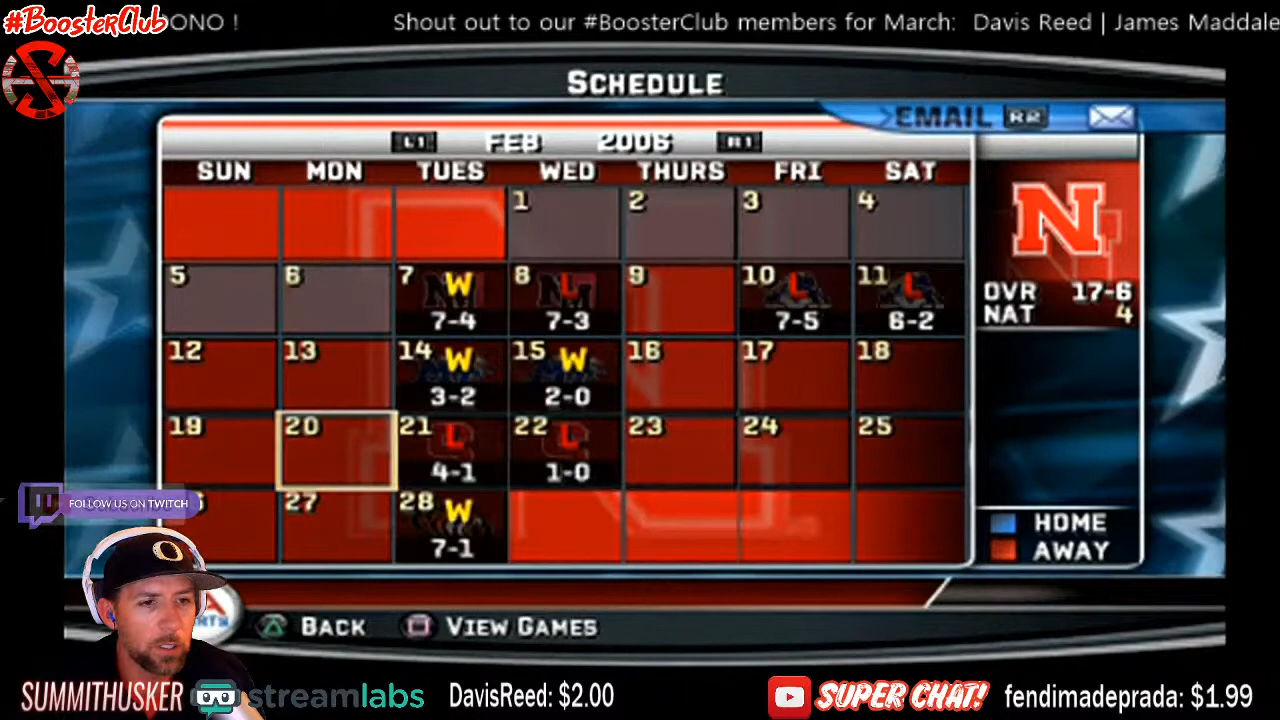 #BoosterClub
DONO ! Shout out to our #BoosterClub members for March: Davis Reed | James Maddale
SCHEDULE
EMAIL R2
L1 FEB 2006 R1
SUN MON TUES WED THURS FRI SAT
1 2 3 4
5 6 7 W 8 L 9 10 L 11 L
7-4 7-3 7-5 6-2
N
OVR 17-6
NAT 4
12 13 14 W 15 W 16 17 18
3-2 2-0
19 20 21 L 22 L 23 24 25
4-1 1-0
27 28 W
7-1
FOLLOW US ON TWITCH
HOME
AWAY
BACK VIEW GAMES
SUMMITHUSKER streamlabs DavisReed: $2.00 SUPER CHAT! fendimadeprada: $1.99